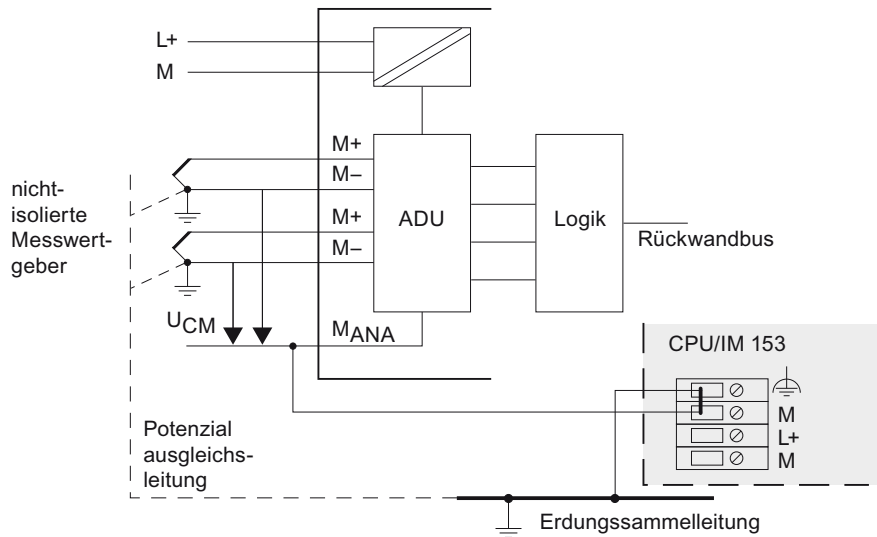 L+
M
M+
M–
M+
M–
nicht-
isolierte
Messwert-
geber
ADU
Logik
Rückwandbus
UCM
MANA
CPU/IM 153
M
L+
M
Potenzial
ausgleichs-
leitung
Erdungssammelleitung